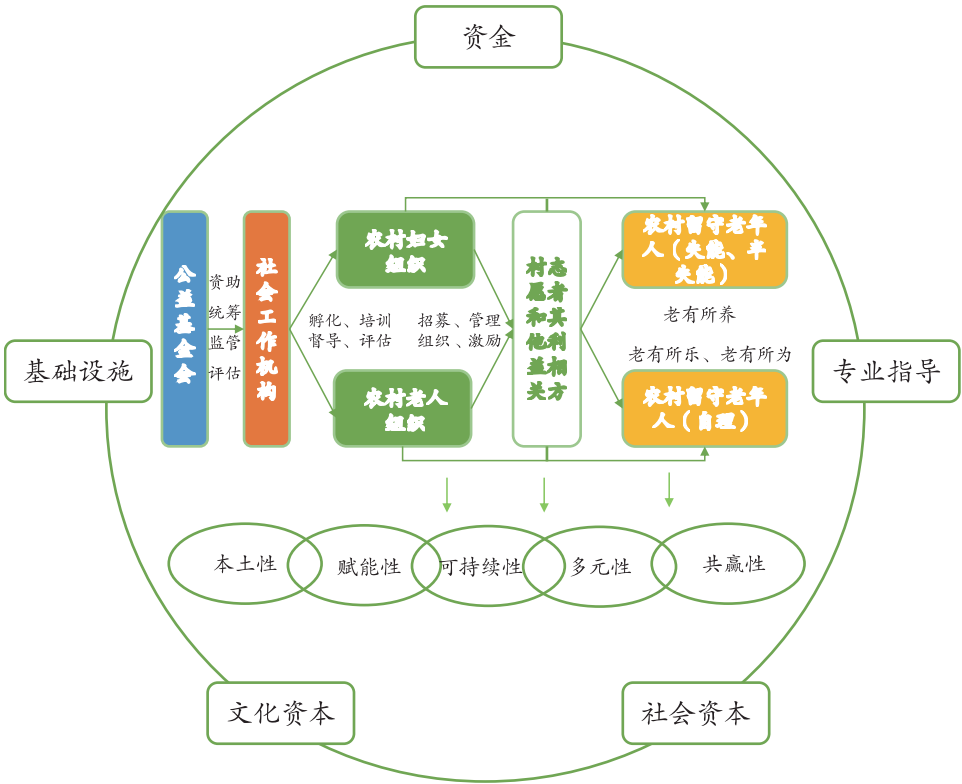 资金
基础设施
专业指导
公益基金会
资助
统筹
监管
评估
社会工作机构
农村妇女
组织
孵化、培训
督导、评估
农村老人
组织
招募、管理
组织、激励
村志
愿者
和其
他利
益相
关方
农村留守老年
人（失能、半
失能）
老有所养
老有所乐、老有所为
农村留守老年
人（自理）
本土性
赋能性
可持续性
多元性
共赢性
文化资本
社会资本